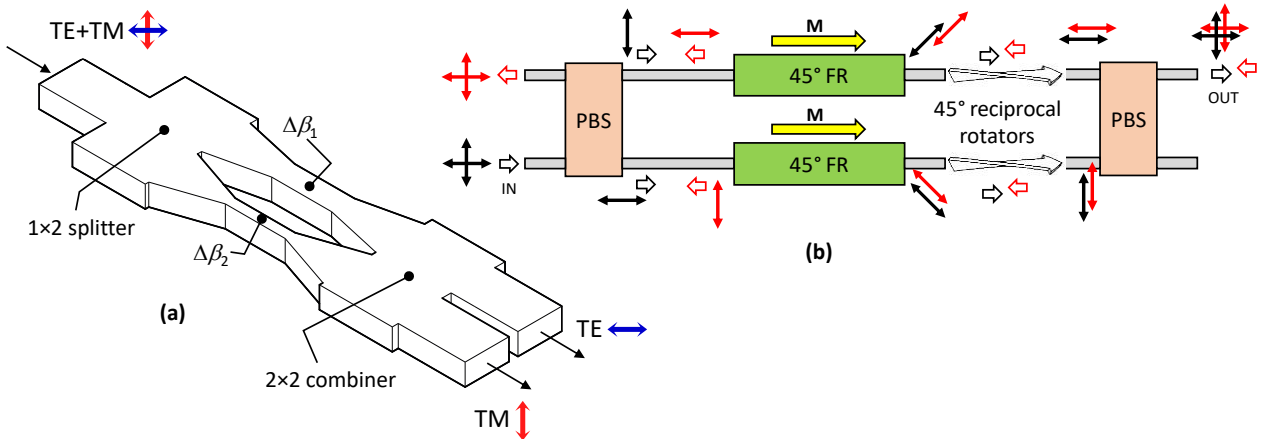 TE+TM
Δβ1
1×2 splitter
Δβ2
(a)
2×2 combiner
TE
TM
M
45° FR
PBS
IN
M
45° FR
45° reciprocal
rotators
PBS
OUT
(b)